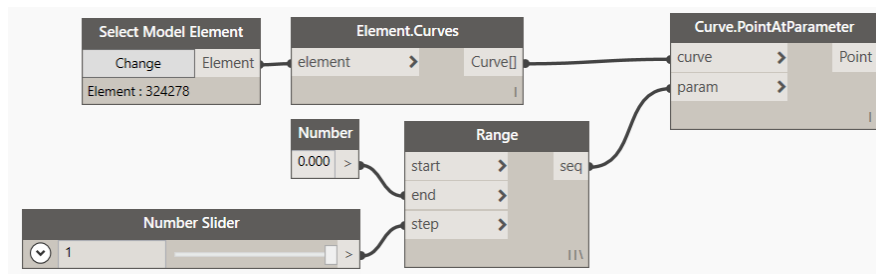 Select Model Element
Change Element
Element : 324278
Element.Curves
element > Curve[]
l
Curve.PointAtParameter
curve > Point
param >
l
Number
0.000 >
Range
start > seq
end >
step >
ll\
Number Slider
1 >